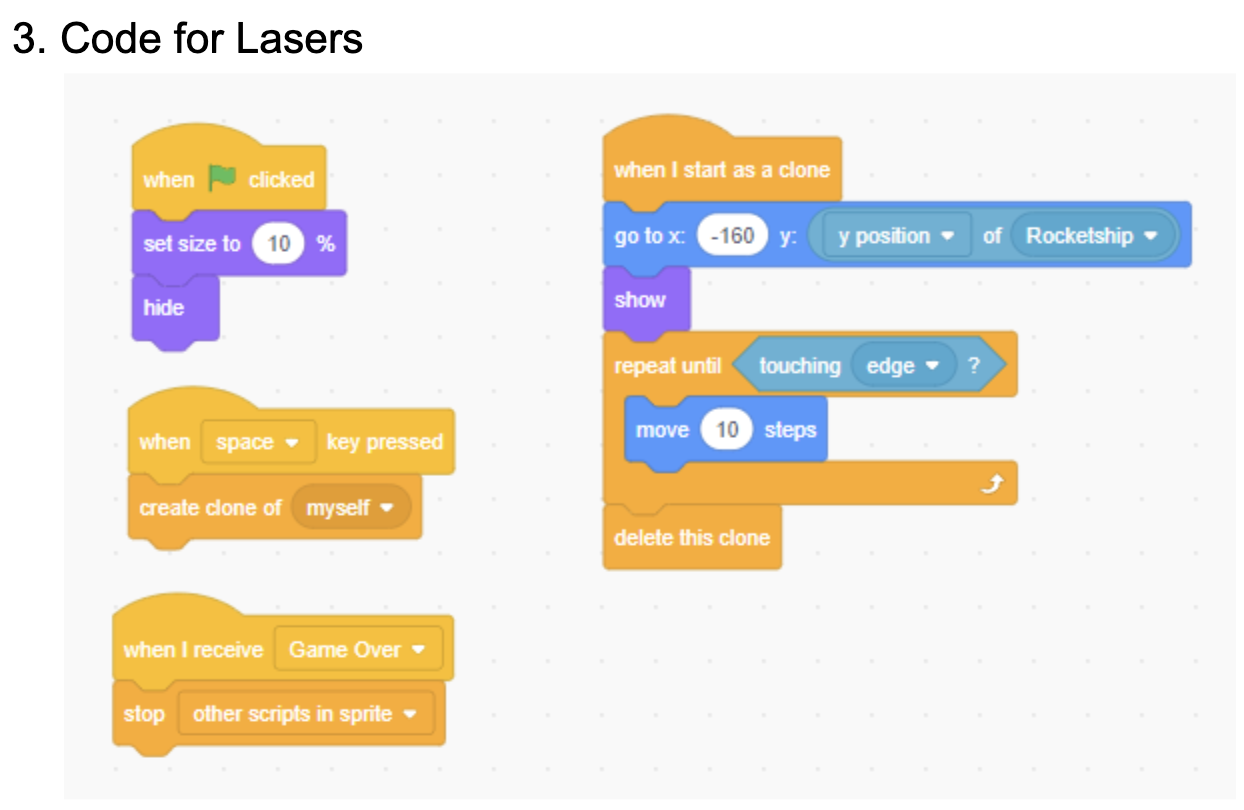 3. Code for Lasers
when clicked
set size to 10 %
hide
when space key pressed
create clone of myself
when I receive Game Over
stop other scripts in sprite
when I start as a clone
go to x: -160 y: y position of Rocketship
show
repeat until touching edge ?
move 10 steps
delete this clone